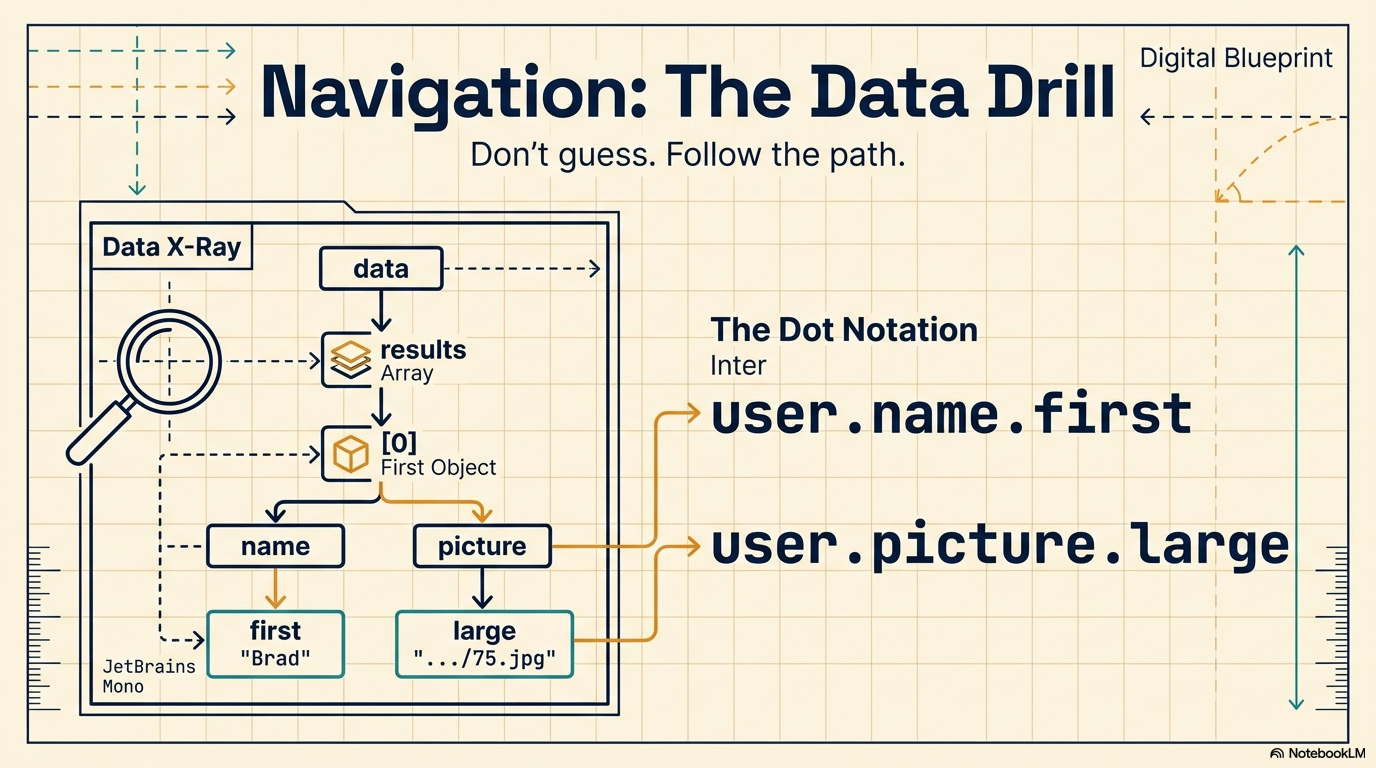 Digital Blueprint
Navigation: The Data Drill
Don't guess. Follow the path.
Data X-Ray
data
results
Array
[0]
First Object
name
picture
first
"Brad"
large
".../75.jpg"
JetBrains
Mono
The Dot Notation
Inter
user.name.first
user.picture.large
NotebookLM